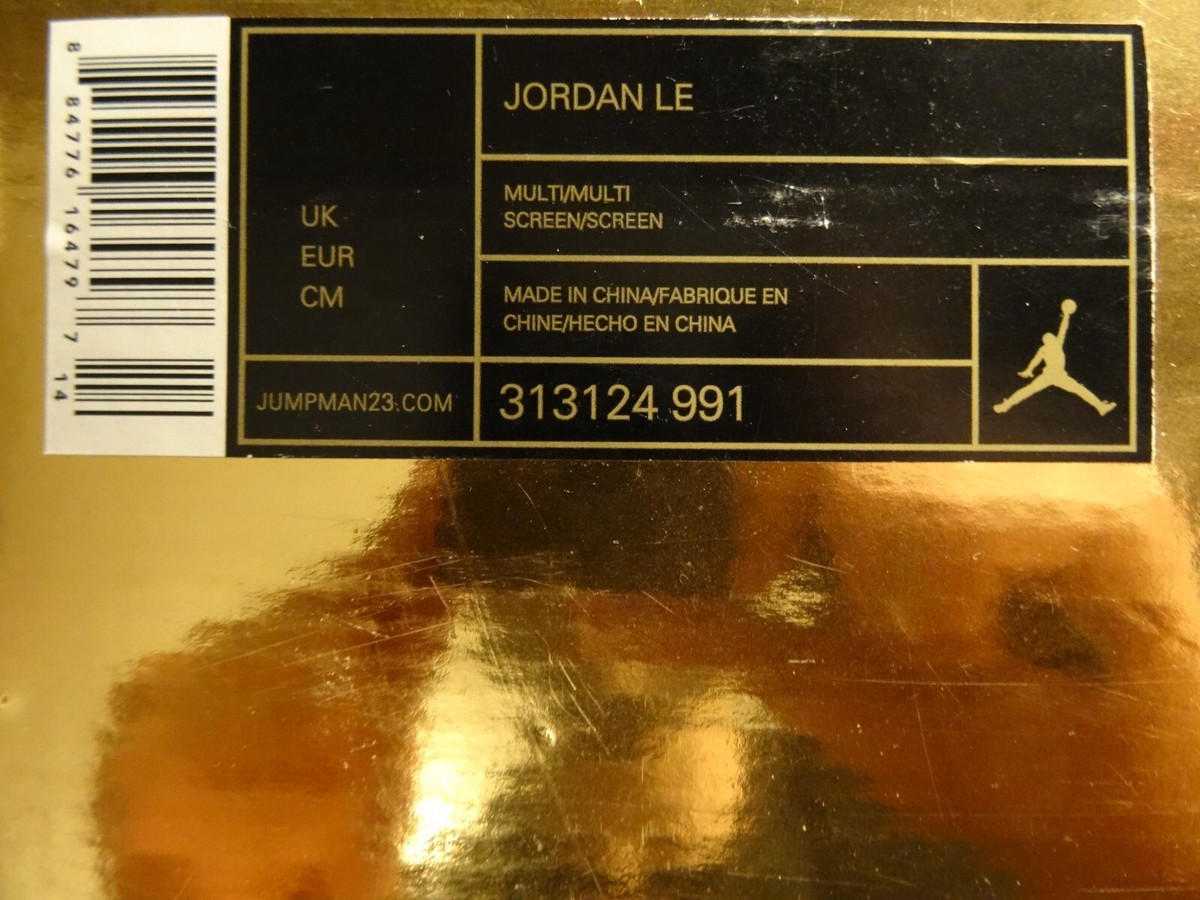 8 84776 16479 7 14
UK
EUR
CM
JUMPMAN23.COM
JORDAN LE
MULTI/MULTI
SCREEN/SCREEN
MADE IN CHINA/FABRIQUE EN
CHINE/HECHO EN CHINA
313124 991